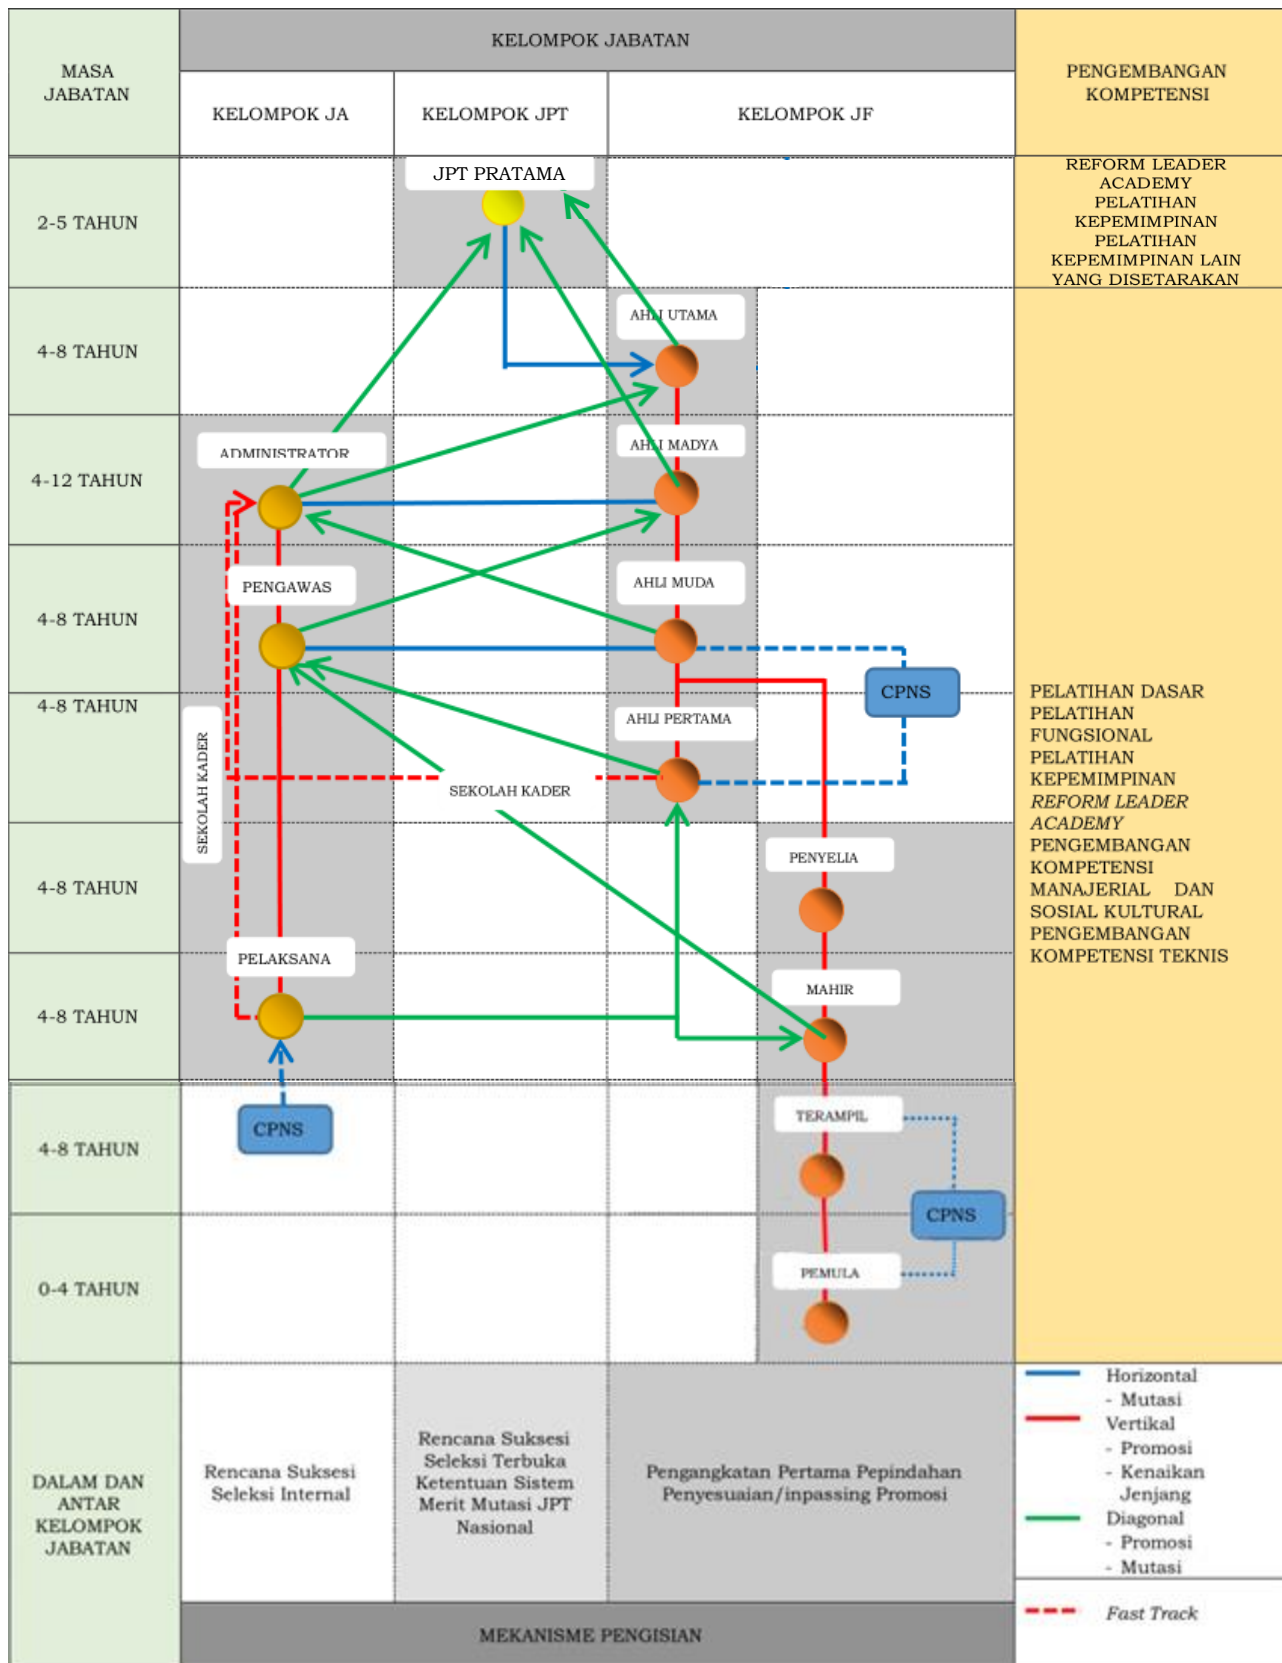 MASA
JABATAN
KELOMPOK JABATAN
PENGEMBANGAN
KOMPETENSI
KELOMPOK JA
KELOMPOK JPT
KELOMPOK JF
2-5 TAHUN
JPT PRATAMA
REFORM LEADER
ACADEMY
PELATIHAN
KEPEMIMPINAN
PELATIHAN
KEPEMIMPINAN LAIN
YANG DISETARAKAN
4-8 TAHUN
AHLI UTAMA
4-12 TAHUN
ADMINISTRATOR
AHLI MADYA
4-8 TAHUN
PENGAWAS
AHLI MUDA
CPNS
4-8 TAHUN
SEKOLAH KADER
AHLI PERTAMA
SEKOLAH KADER
PELATIHAN DASAR
PELATIHAN
FUNGSIONAL
PELATIHAN
KEPEMIMPINAN
REFORM LEADER
ACADEMY
PENGEMBANGAN
KOMPETENSI
MANAJERIAL DAN
SOSIAL KULTURAL
PENGEMBANGAN
KOMPETENSI TEKNIS
4-8 TAHUN
PENYELIA
4-8 TAHUN
PELAKSANA
MAHIR
4-8 TAHUN
CPNS
TERAMPIL
CPNS
0-4 TAHUN
PEMULA
DALAM DAN
ANTAR
KELOMPOK
JABATAN
Rencana Suksesi
Seleksi Internal
Rencana Suksesi
Seleksi Terbuka
Ketentuan Sistem
Merit Mutasi JPT
Nasional
Pengangkatan Pertama Pepindahan
Penyesuaian/inpassing Promosi
Horizontal
- Mutasi
Vertikal
- Promosi
- Kenaikan
Jenjang
Diagonal
- Promosi
- Mutasi
Fast Track
MEKANISME PENGISIAN